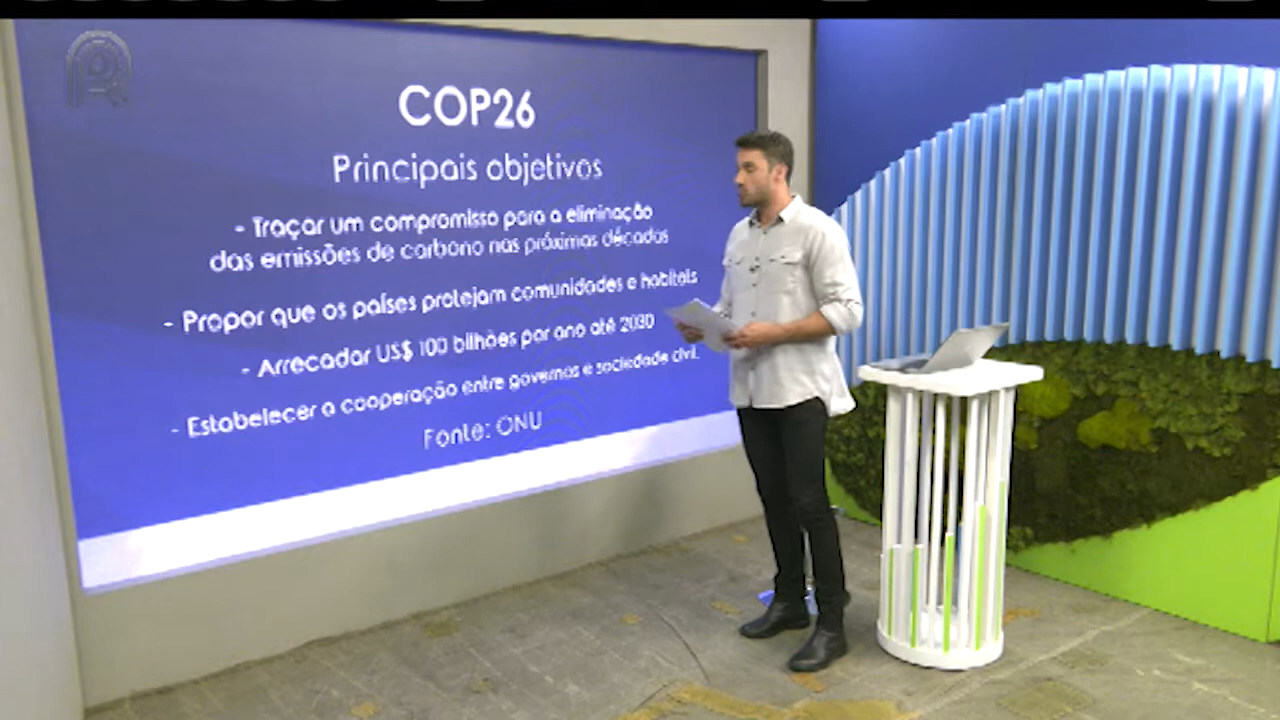 COP26
Principais objetivos
- Traçar um compromisso para a eliminação
das emissões de carbono nas próximas décadas
- Propor que os países protejam comunidades e habitats
- Arrecadar US$ 100 bilhões por ano até 2030
- Estabelecer a cooperação entre governos e sociedade civil.
Fonte: ONU